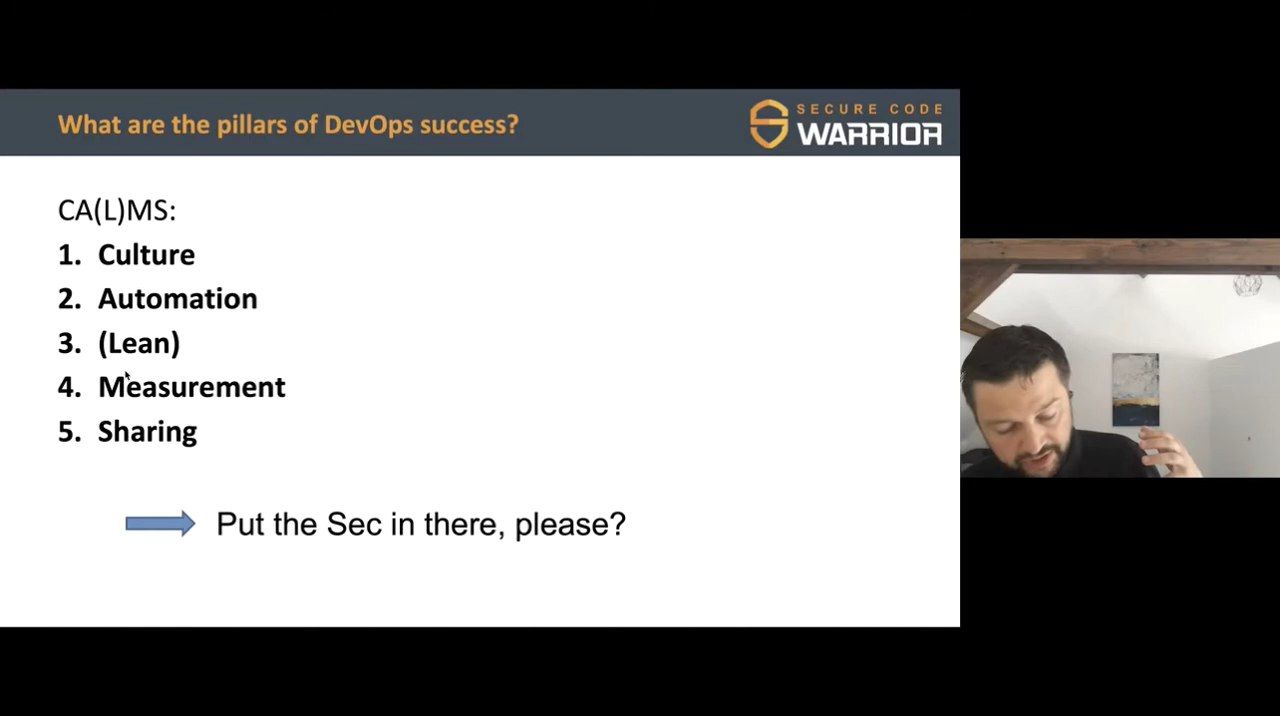 What are the pillars of DevOps success?
SECURE CODE
WARRIOR
CA(L)MS:
1. Culture
2. Automation
3. (Lean)
4. Measurement
5. Sharing
Put the Sec in there, please?